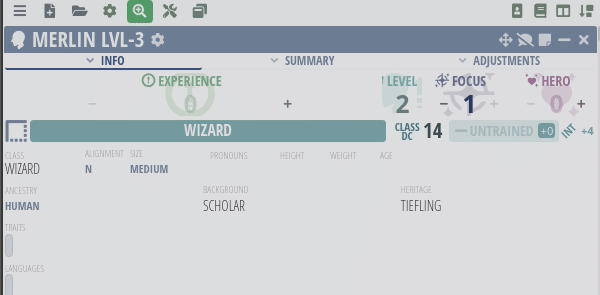 MERLIN LVL-3
INFO SUMMARY ADJUSTMENTS
EXPERIENCE LEVEL FOCUS HERO
− 0 + 2 − 1 + − 0 +
WIZARD CLASS DC 14 UNTRAINED +0 INT +4
CLASS ALIGNMENT SIZE PRONOUNS HEIGHT WEIGHT AGE
WIZARD N MEDIUM
ANCESTRY BACKGROUND HERITAGE
HUMAN SCHOLAR TIEFLING
TRAITS
LANGUAGES